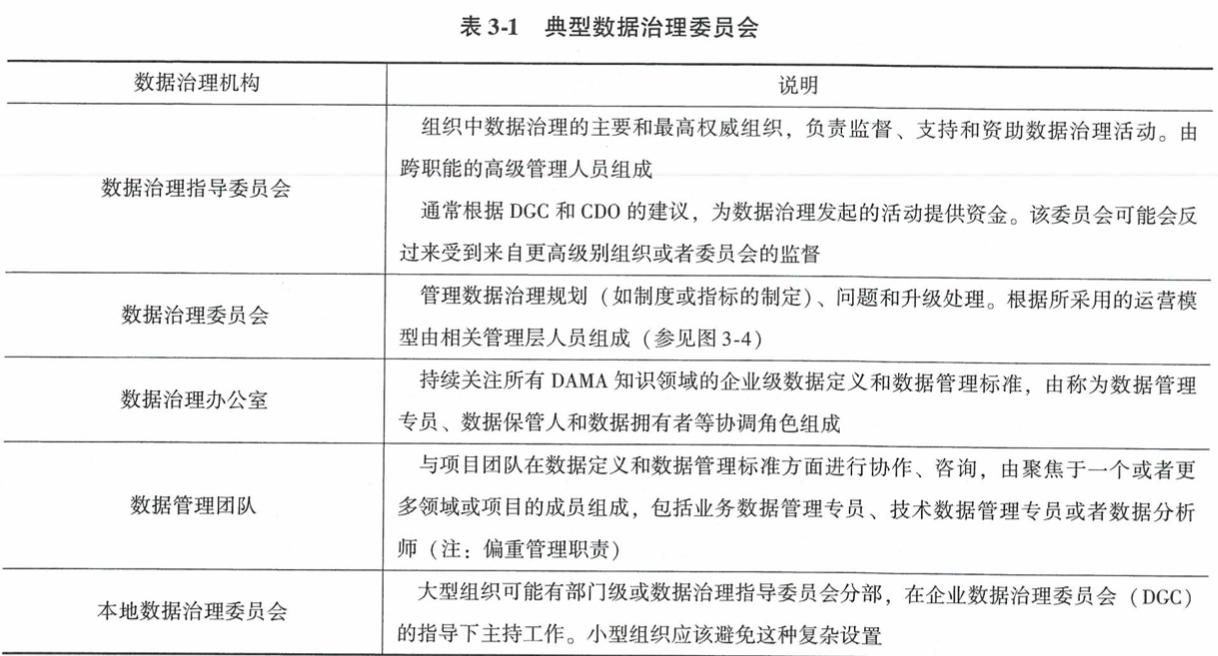 表 3-1 典型数据治理委员会
数据治理机构
说明
数据治理指导委员会
组织中数据治理的主要和最高权威组织，负责监督、支持和资助数据治理活动。由
跨职能的高级管理人员组成
通常根据 DGC 和 CDO 的建议，为数据治理发起的活动提供资金。该委员会可能会反
过来受到来自更高级别组织或者委员会的监督
数据治理委员会
管理数据治理规划（如制度或指标的制定）、问题和升级处理。根据所采用的运营模
型由相关管理层人员组成（参见图 3-4）
数据治理办公室
持续关注所有 DAMA 知识领域的企业级数据定义和数据管理标准，由称为数据管理
专员、数据保管人和数据拥有者等协调角色组成
数据管理团队
与项目团队在数据定义和数据管理标准方面进行协作、咨询，由聚焦于一个或者更
多领域或项目的成员组成，包括业务数据管理专员、技术数据管理专员或者数据分析
师（注：偏重管理职责）
本地数据治理委员会
大型组织可能有部门级或数据治理指导委员会分部，在企业数据治理委员会（DGC）
的指导下主持工作。小型组织应该避免这种复杂设置